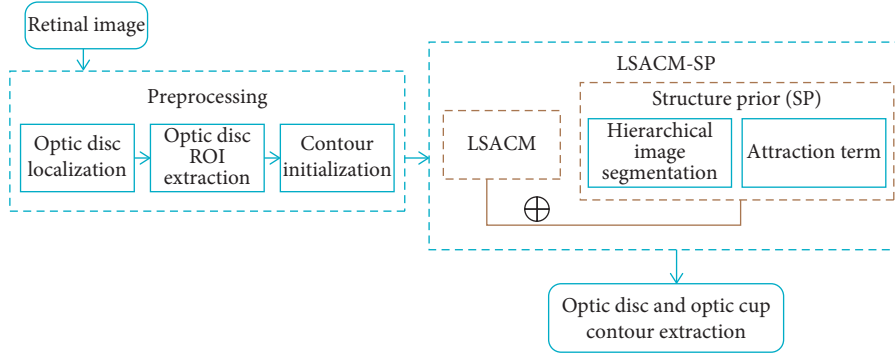 Retinal image
Preprocessing
Optic disc
localization
Optic disc
ROI
extraction
Contour
initialization
LSACM-SP
LSACM
Structure prior (SP)
Hierarchical
image
segmentation
Attraction term
Optic disc and optic cup
contour extraction